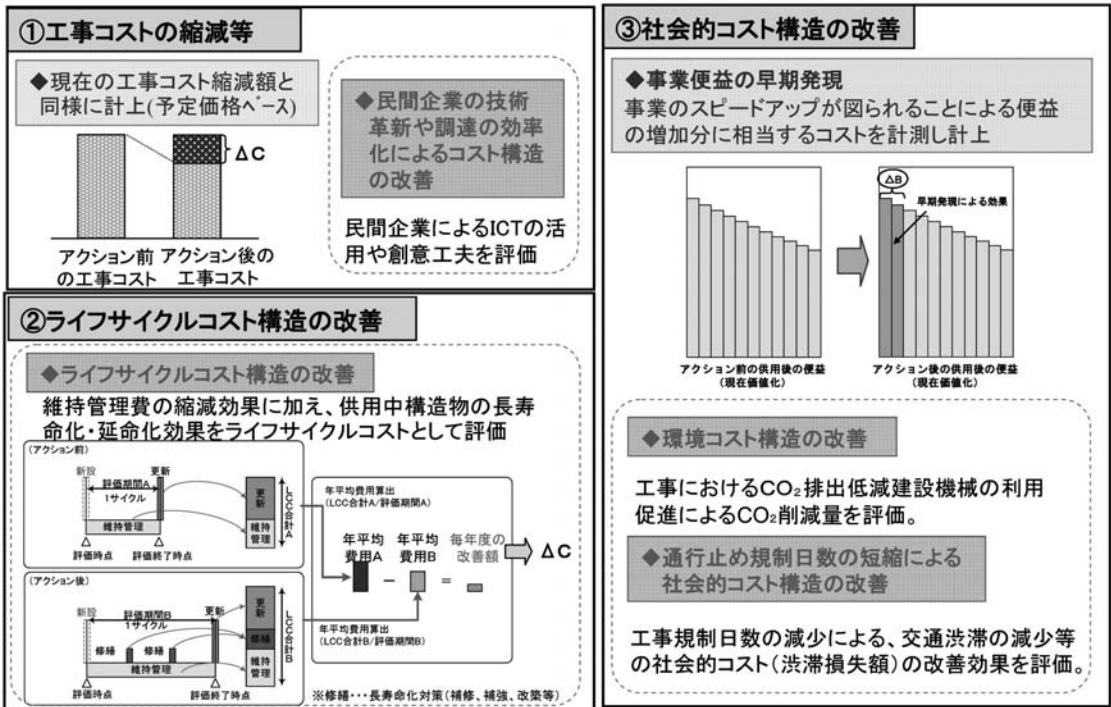 ①工事コストの縮減等
◆現在の工事コスト縮減額と
同様に計上(予定価格ベース)
ΔC
アクション前
の工事コスト
アクション後の
工事コスト
◆民間企業の技術
革新や調達の効率
化によるコスト構造
の改善
民間企業によるICTの活
用や創意工夫を評価
②ライフサイクルコスト構造の改善
◆ライフサイクルコスト構造の改善
維持管理費の縮減効果に加え、供用中構造物の長寿
命化・延命化効果をライフサイクルコストとして評価
(アクション前)
新設
評価期間A
更新
1サイクル
維持管理
評価時点
評価終了時点
更新
維持
管理
LCC合計A
(アクション後)
新設
評価期間B
更新
1サイクル
修繕
修繕
維持管理
評価時点
評価終了時点
更新
修繕
維持
管理
LCC合計B
年平均費用算出
(LCC合計A/評価期間A)
年平均
費用A
年平均
費用B
毎年度の
改善額
－
＝
ΔC
年平均費用算出
(LCC合計B/評価期間B)
※修繕・・・長寿命化対策(補修、補強、改築等)
③社会的コスト構造の改善
◆事業便益の早期発現
事業のスピードアップが図られることによる便益
の増加分に相当するコストを計測し計上
ΔB
早期発現による効果
アクション前の供用後の便益
(現在価値化)
アクション後の供用後の便益
(現在価値化)
◆環境コスト構造の改善
工事におけるCO₂排出低減建設機械の利用
促進によるCO₂削減量を評価。
◆通行止め規制日数の短縮による
社会的コスト構造の改善
工事規制日数の減少による、交通渋滞の減少等
の社会的コスト(渋滞損失額)の改善効果を評価。